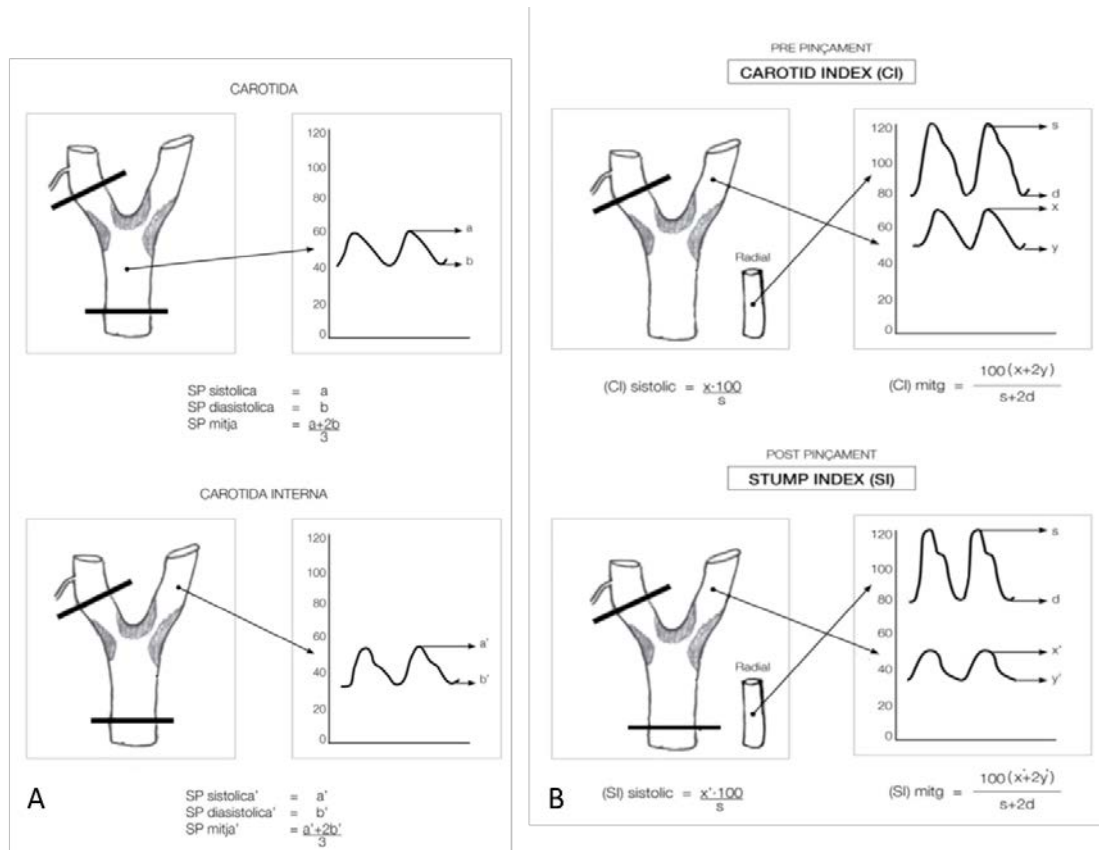 CAROTIDA
120
100
80
60
40
20
0
a
b
SP sistolica = a
SP diasistolica = b
SP mitja = a+2b
3
CAROTIDA INTERNA
120
100
80
60
40
20
0
a'
b'
A
SP sistolica' = a'
SP diasistolica' = b'
SP mitja' = a'+2b'
3
PRE PINÇAMENT
CAROTID INDEX (CI)
120
100
80
60
40
20
0
s
d
x
y
Radial
(CI) sistolic = x·100
s
(CI) mitg = 100 (x+2y)
s+2d
POST PINÇAMENT
STUMP INDEX (SI)
120
100
80
60
40
20
0
s
d
x'
y'
Radial
B
(SI) sistolic = x'·100
s
(SI) mitg = 100 (x'+2y')
s+2d